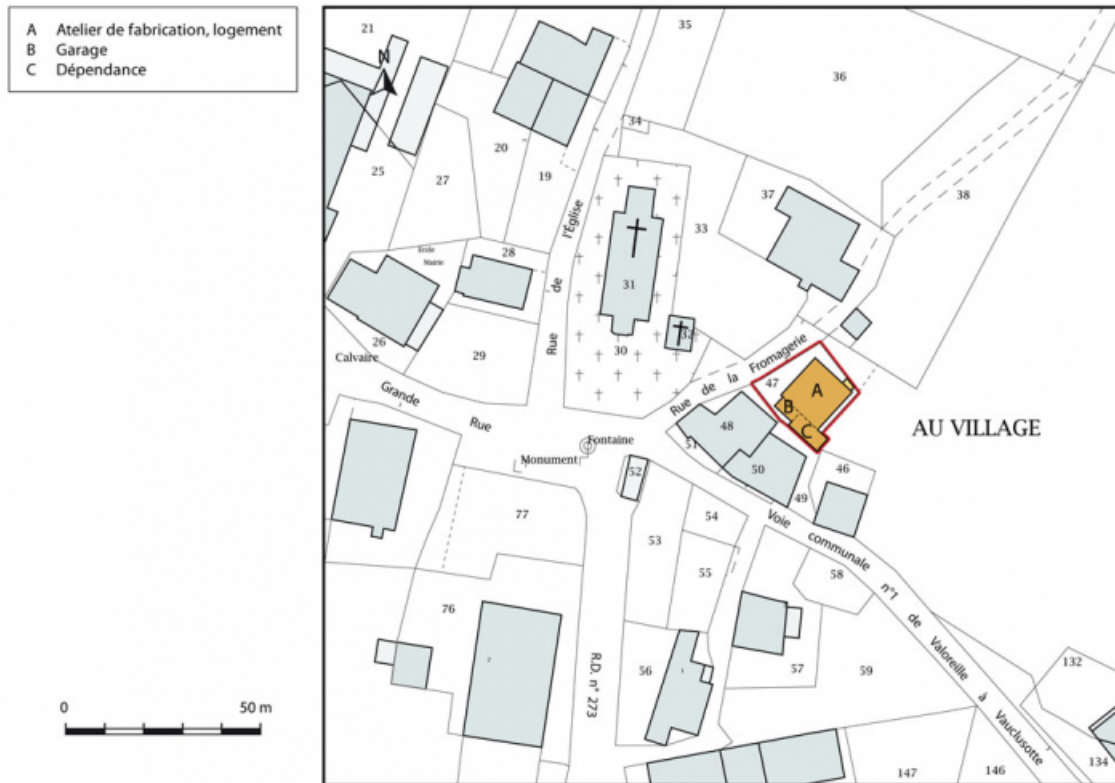 A Atelier de fabrication, logement
B Garage
C Dépendance
N
21
35
36
34
20
25
27
19
37
38
33
Rue de l'Église
Ecole
Mairie
28
31
32
30
26
Calvaire
29
Rue de la Fromagerie
47
A
B
C
Grande Rue
48
51
AU VILLAGE
Fontaine
Monument
52
50
46
49
77
54
53
Voie communale n°1 de Valoreille à Vauclusotte
55
58
76
R.D. n° 273
56
57
59
132
0 50 m
147
146
134